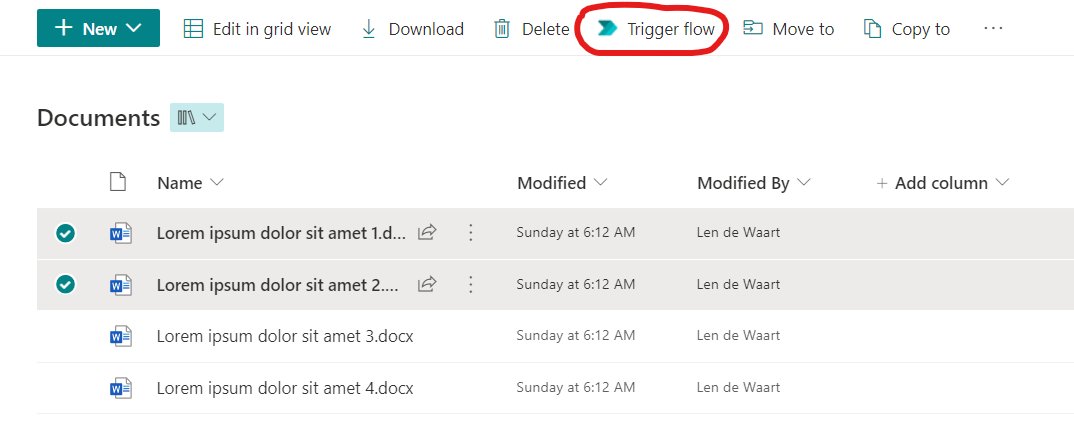 + New Edit in grid view Download Delete Trigger flow Move to Copy to ...
Documents
Name Modified Modified By + Add column
Lorem ipsum dolor sit amet 1.d... Sunday at 6:12 AM Len de Waart
Lorem ipsum dolor sit amet 2.... Sunday at 6:12 AM Len de Waart
Lorem ipsum dolor sit amet 3.docx Sunday at 6:12 AM Len de Waart
Lorem ipsum dolor sit amet 4.docx Sunday at 6:12 AM Len de Waart